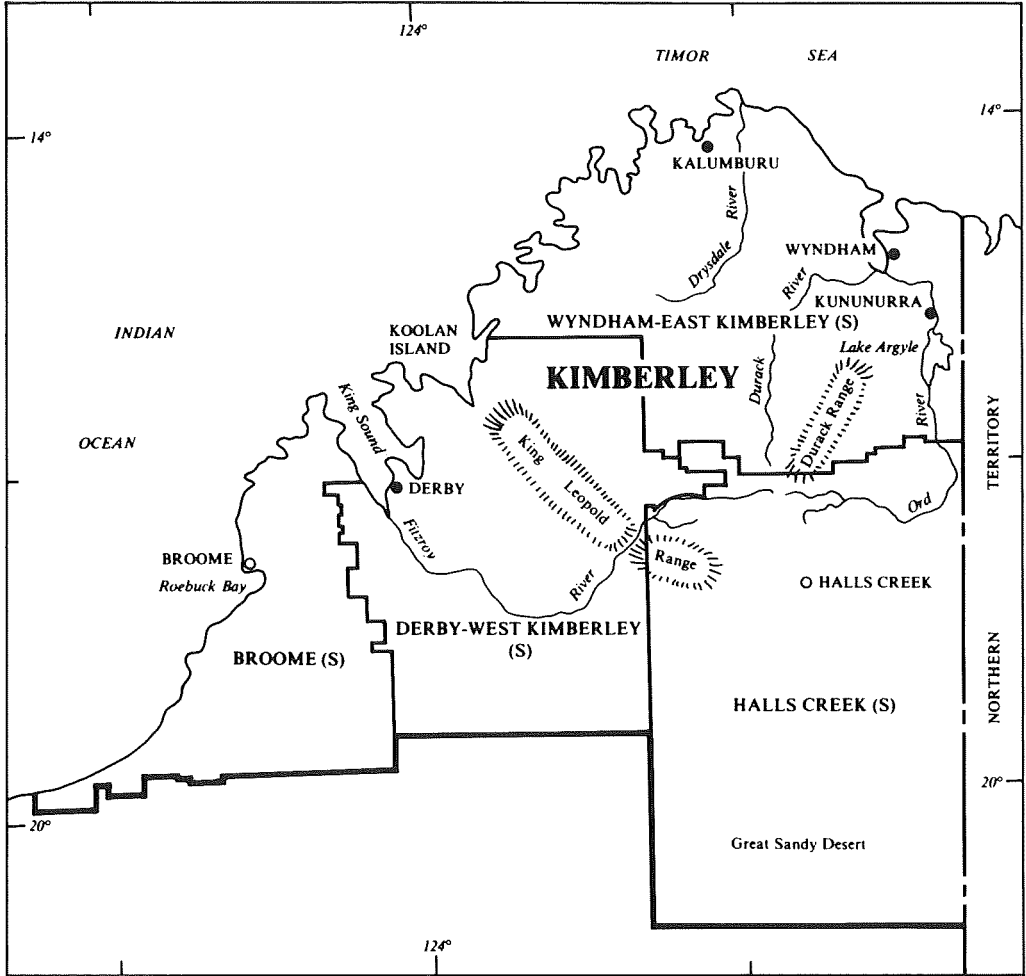 124°
TIMOR SEA
14°
14°
KALUMBURU
River
Drysdale
WYNDHAM
River
KUNUNURRA
INDIAN
KOOLAN
ISLAND
WYNDHAM-EAST KIMBERLEY (S)
Lake Argyle
KIMBERLEY
Durack
Durack Range
River
King Sound
OCEAN
King
Leopold
Range
TERRITORY
DERBY
Ord
Fitzroy
BROOME
Roebuck Bay
River
HALLS CREEK
DERBY-WEST KIMBERLEY
(S)
BROOME (S)
NORTHERN
HALLS CREEK (S)
20°
20°
Great Sandy Desert
124°